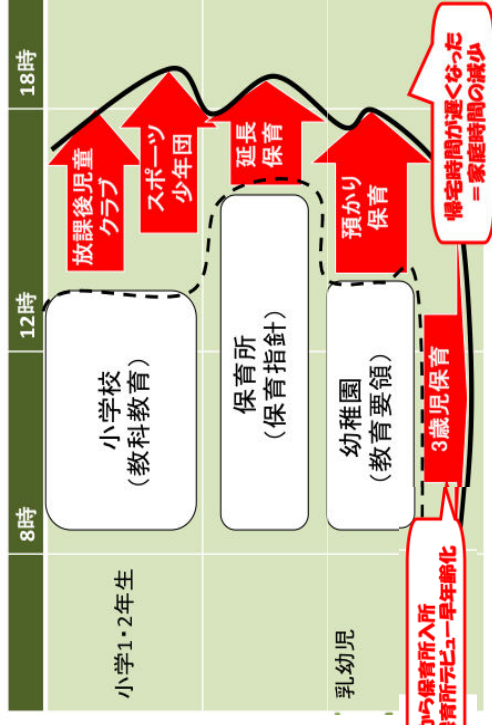 8時
12時
18時
小学1・2年生
小学校
（教科教育）
放課後児童
クラブ
スポーツ
少年団
保育所
（保育指針）
延長
保育
乳幼児
幼稚園
（教育要領）
預かり
保育
3歳児保育
から保育所入所
育所デビュー早年齢化
帰宅時間が遅くなった
＝家庭時間の減少